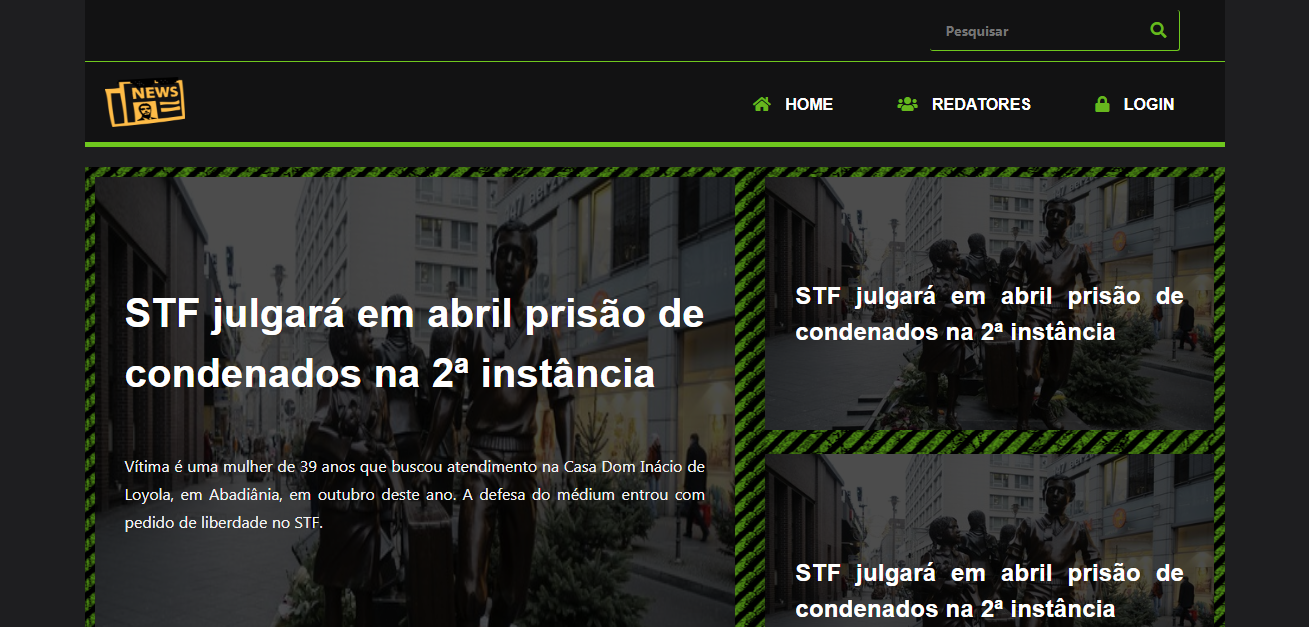 Pesquisar
NEWS
HOME
REDATORES
LOGIN
STF julgará em abril prisão de
condenados na 2ª instância
Vítima é uma mulher de 39 anos que buscou atendimento na Casa Dom Inácio de
Loyola, em Abadiânia, em outubro deste ano. A defesa do médium entrou com
pedido de liberdade no STF.
STF julgará em abril prisão de
condenados na 2ª instância
STF julgará em abril prisão de
condenados na 2ª instância